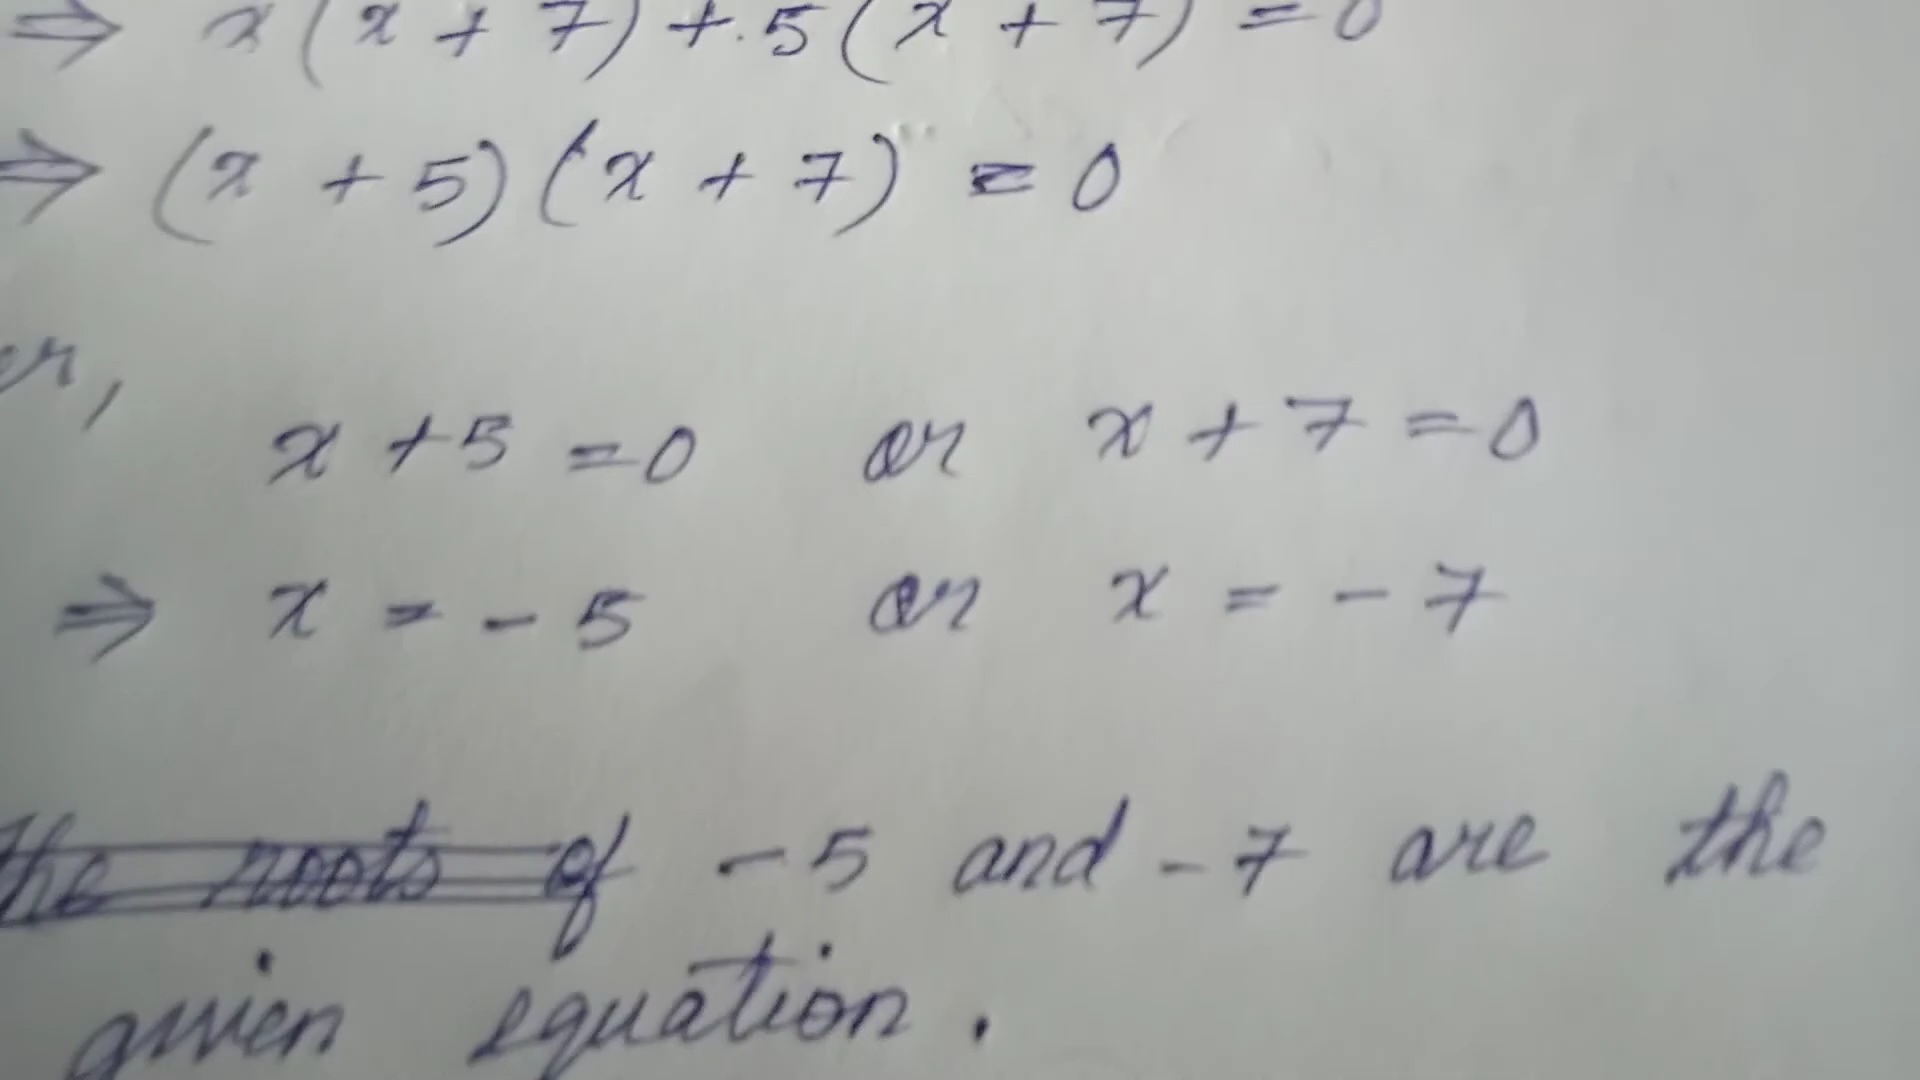 ⇒ x(x + 7) + 5(x + 7) = 0
⇒ (x + 5)(x + 7) = 0
x + 5 = 0 or x + 7 = 0
⇒ x = - 5 or x = - 7
the roots of - 5 and - 7 are the
given equation.